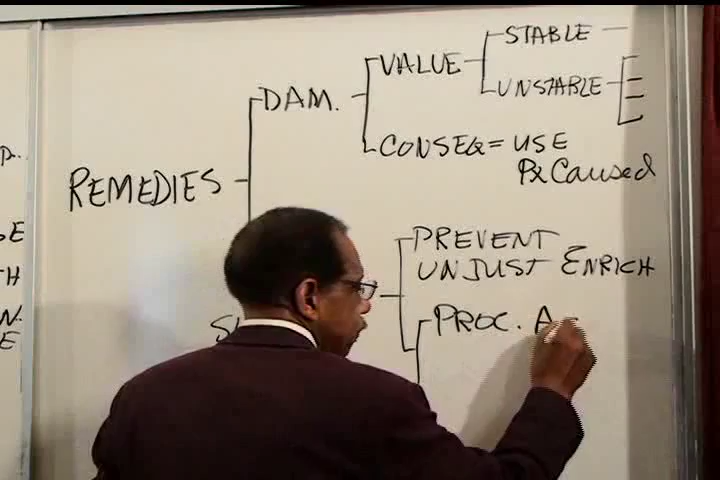 STABLE
VALUE
UNSTABLE
DAM.
CONSEQ = USE
Px Caused
REMEDIES
PREVENT
UNJUST ENRICH
PROC. A